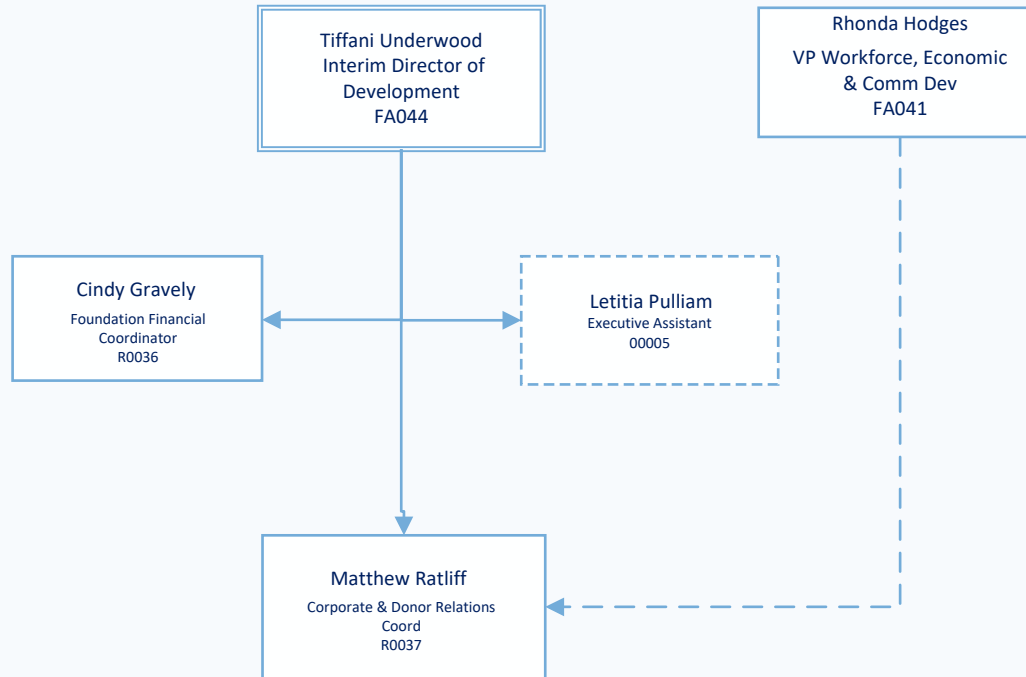 Tiffani Underwood
Interim Director of
Development
FA044
Rhonda Hodges
VP Workforce, Economic
& Comm Dev
FA041
Cindy Gravely
Foundation Financial
Coordinator
R0036
Letitia Pulliam
Executive Assistant
00005
Matthew Ratliff
Corporate & Donor Relations
Coord
R0037